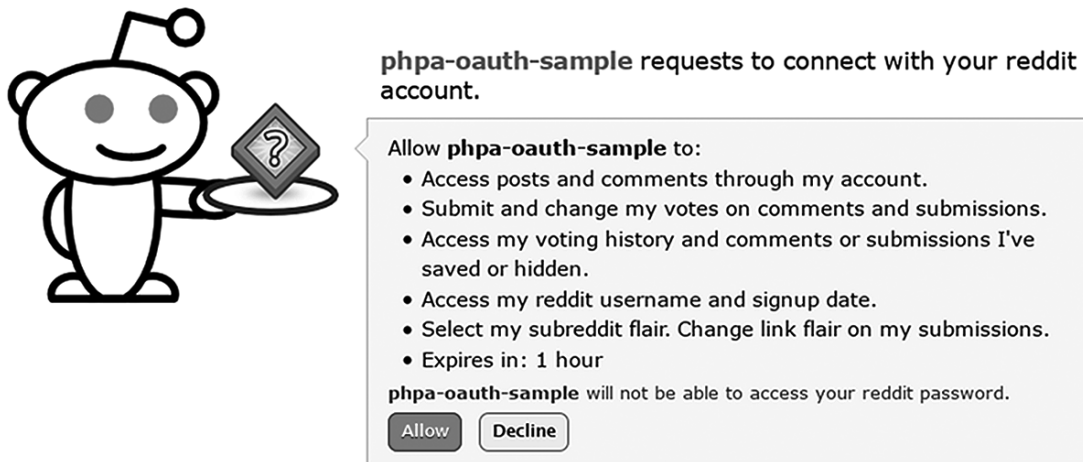 phpa-oauth-sample requests to connect with your reddit
account.
?
Allow phpa-oauth-sample to:
• Access posts and comments through my account.
• Submit and change my votes on comments and submissions.
• Access my voting history and comments or submissions I've
saved or hidden.
• Access my reddit username and signup date.
• Select my subreddit flair. Change link flair on my submissions.
• Expires in: 1 hour
phpa-oauth-sample will not be able to access your reddit password.
Allow Decline